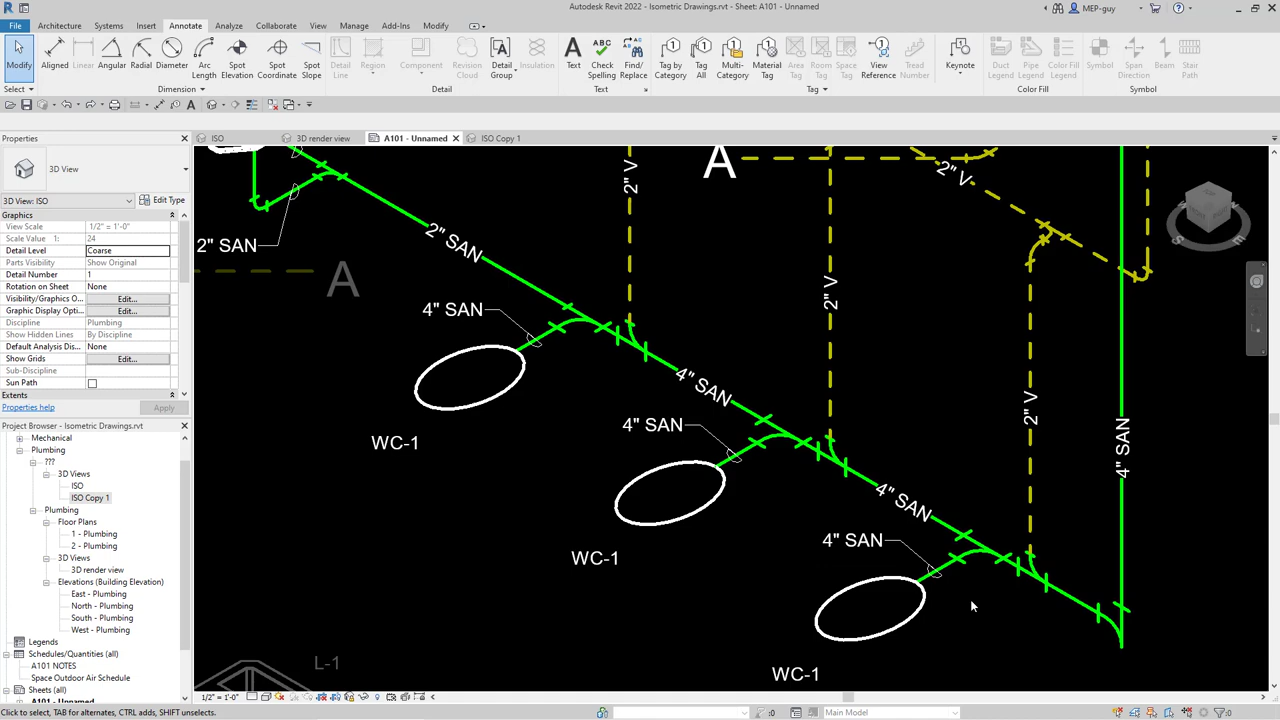 Autodesk Revit 2022 - Isometric Drawings.rvt - Sheet: A101 - Unnamed
MEP-guy
File Architecture Systems Insert Annotate Analyze Collaborate View Manage Add-Ins Modify
Modify
Aligned Linear Angular Radial Diameter Arc Length Spot Elevation Spot Coordinate Spot Slope
Detail Line Region Component Revision Cloud Detail Group Insulation
Text Check Spelling Find/ Replace
Tag by Category Tag All Multi- Category Material Tag Area Tag Room Tag Space Tag View Reference Tread Number
Keynote
Duct Legend Pipe Legend Color Fill Legend
Symbol Span Direction Beam Stair Path
Select Dimension Detail Text Tag Color Fill Symbol
Properties
ISO 3D render view A101 - Unnamed ISO Copy 1
3D View
3D View: ISO Edit Type
Graphics
View Scale 1/2" = 1'-0"
Scale Value 1: 24
Detail Level Coarse
Parts Visibility Show Original
Detail Number 1
Rotation on Sheet None
Visibility/Graphics O... Edit...
Graphic Display Opti... Edit...
Discipline Plumbing
Show Hidden Lines By Discipline
Default Analysis Dis... None
Show Grids Edit...
Sub-Discipline
Sun Path
Extents
Properties help Apply
Project Browser - Isometric Drawings.rvt
Mechanical
Plumbing
???
3D Views
ISO
ISO Copy 1
Plumbing
Floor Plans
1 - Plumbing
2 - Plumbing
3D Views
3D render view
Elevations (Building Elevation)
East - Plumbing
North - Plumbing
South - Plumbing
West - Plumbing
Legends
Schedules/Quantities (all)
A101 NOTES
Space Outdoor Air Schedule
Sheets (all)
A101 - Unnamed
A
2" V
2" V
2" SAN
2" SAN
A
4" SAN
2" V
4" SAN
WC-1
4" SAN
2" V
4" SAN
4" SAN
WC-1
4" SAN
L-1
WC-1
1/2" = 1'-0"
Click to select, TAB for alternates, CTRL adds, SHIFT unselects.
:0
Main Model
:0